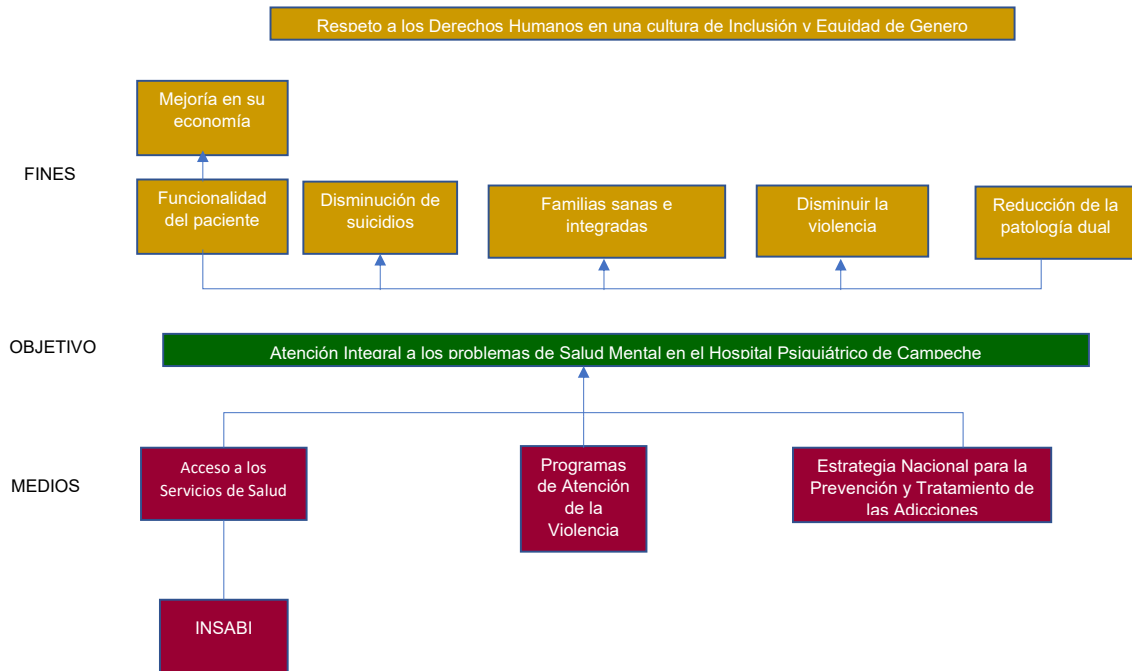 Respeto a los Derechos Humanos en una cultura de Inclusión y Equidad de Genero
Mejoría en su
economía
FINES
Funcionalidad
del paciente
Disminución de
suicidios
Familias sanas e
integradas
Disminuir la
violencia
Reducción de la
patología dual
OBJETIVO
Atención Integral a los problemas de Salud Mental en el Hospital Psiquiátrico de Campeche
MEDIOS
Acceso a los
Servicios de Salud
Programas
de Atención
de la
Violencia
Estrategia Nacional para la
Prevención y Tratamiento de
las Adicciones
INSABI